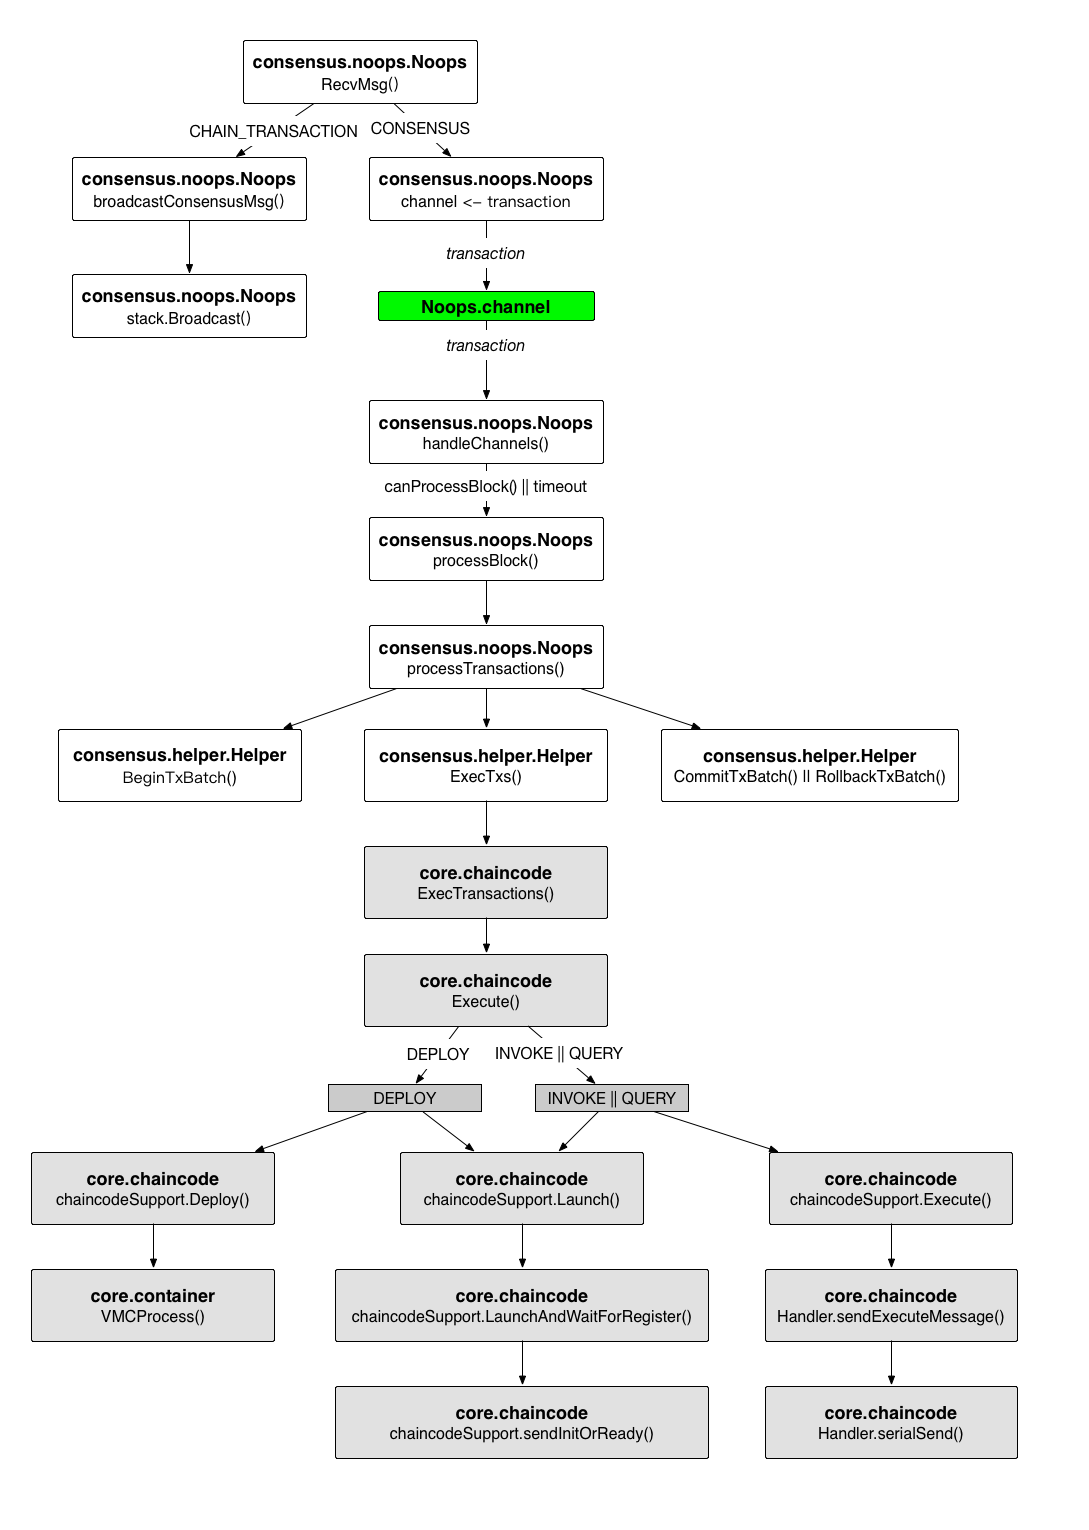 consensus.noops.Noops
RecvMsg()
CHAIN_TRANSACTION
CONSENSUS
consensus.noops.Noops
broadcastConsensusMsg()
consensus.noops.Noops
channel <- transaction
transaction
consensus.noops.Noops
stack.Broadcast()
Noops.channel
transaction
consensus.noops.Noops
handleChannels()
canProcessBlock() || timeout
consensus.noops.Noops
processBlock()
consensus.noops.Noops
processTransactions()
consensus.helper.Helper
BeginTxBatch()
consensus.helper.Helper
ExecTxs()
consensus.helper.Helper
CommitTxBatch() || RollbackTxBatch()
core.chaincode
ExecTransactions()
core.chaincode
Execute()
DEPLOY
INVOKE || QUERY
DEPLOY
INVOKE || QUERY
core.chaincode
chaincodeSupport.Deploy()
core.chaincode
chaincodeSupport.Launch()
core.chaincode
chaincodeSupport.Execute()
core.container
VMCProcess()
core.chaincode
chaincodeSupport.LaunchAndWaitForRegister()
core.chaincode
Handler.sendExecuteMessage()
core.chaincode
chaincodeSupport.sendInitOrReady()
core.chaincode
Handler.serialSend()